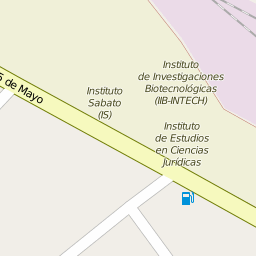 Instituto
de Investigaciones
Biotecnológicas
(IIB-INTECH)
Instituto
Sabato
(IS)
5 de Mayo
Instituto
de Estudios
en Ciencias
Jurídicas